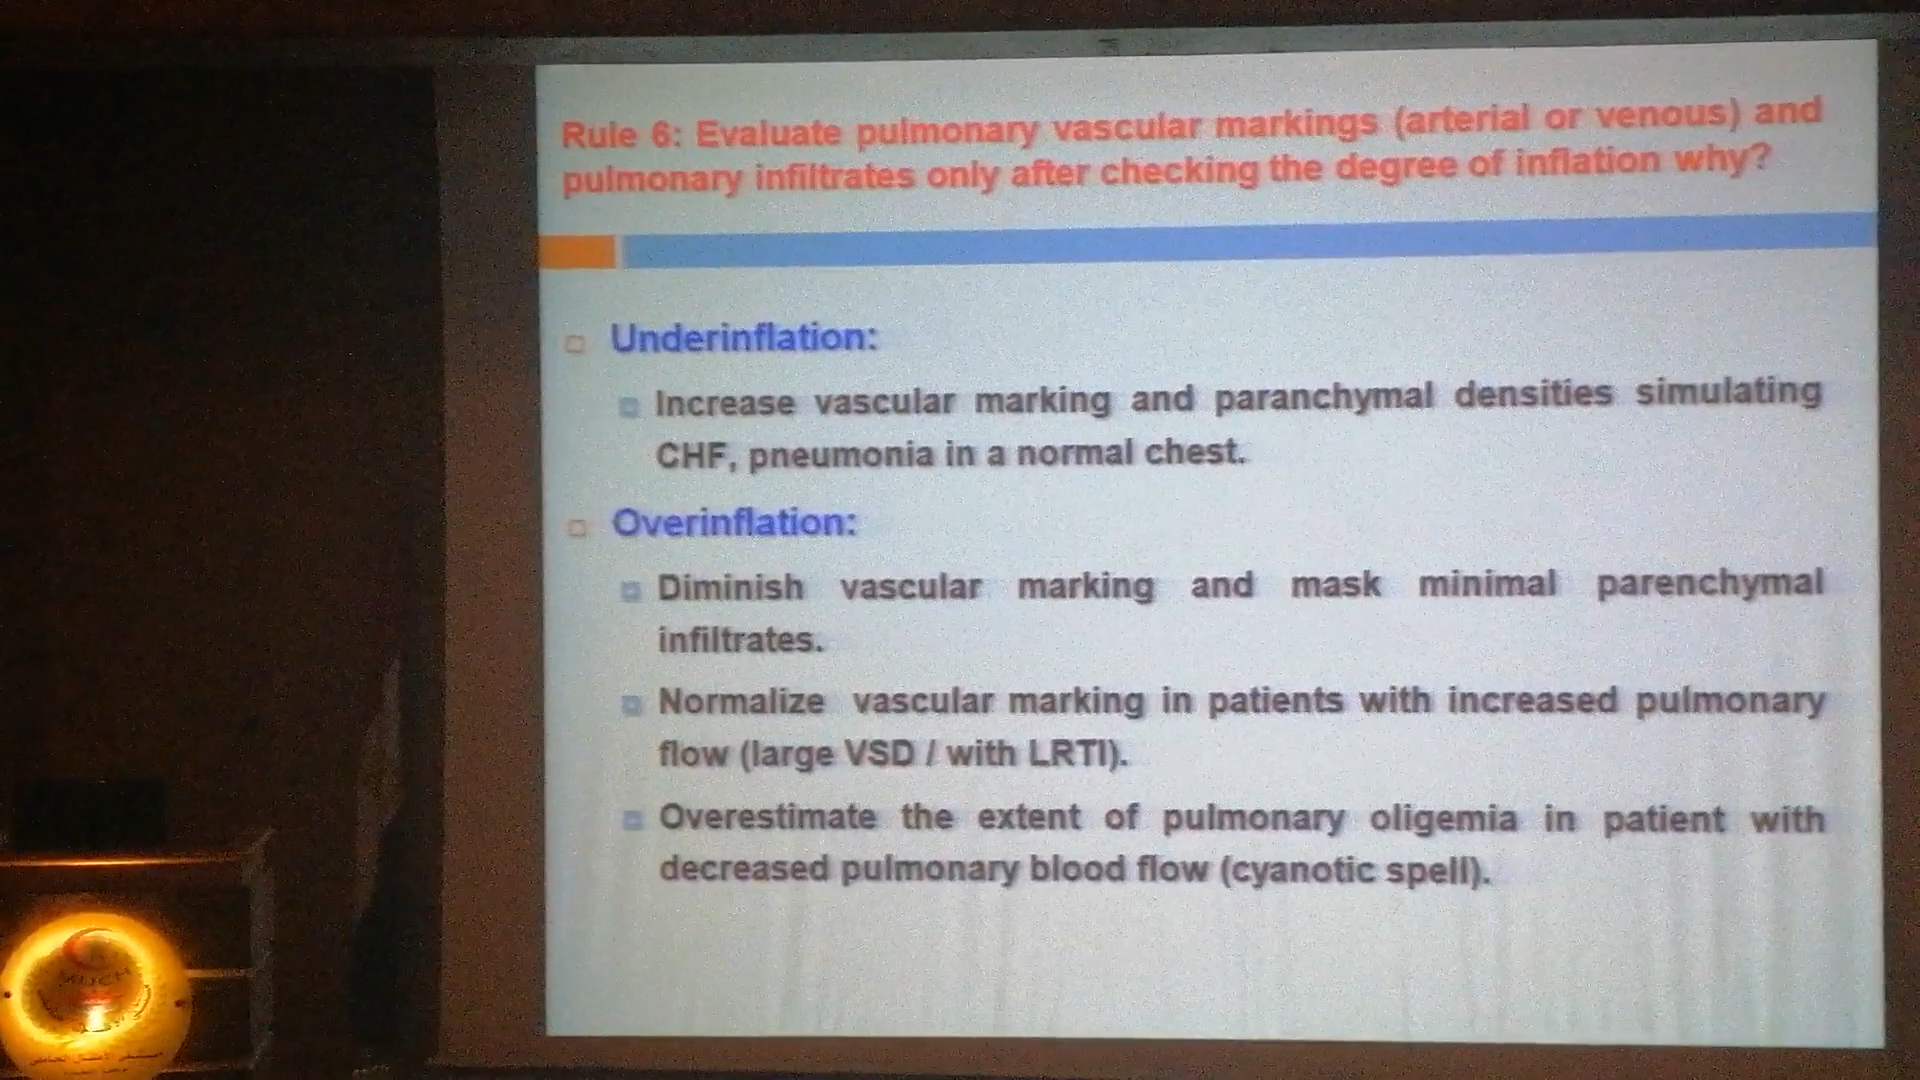 Rule 6: Evaluate pulmonary vascular markings (arterial or venous) and
pulmonary infiltrates only after checking the degree of inflation why?
Underinflation:
Increase vascular marking and paranchymal densities simulating
CHF, pneumonia in a normal chest.
Overinflation:
Diminish vascular marking and mask minimal parenchymal
infiltrates.
Normalize vascular marking in patients with increased pulmonary
flow (large VSD / with LRTI).
Overestimate the extent of pulmonary oligemia in patient with
decreased pulmonary blood flow (cyanotic spell).
MUCH